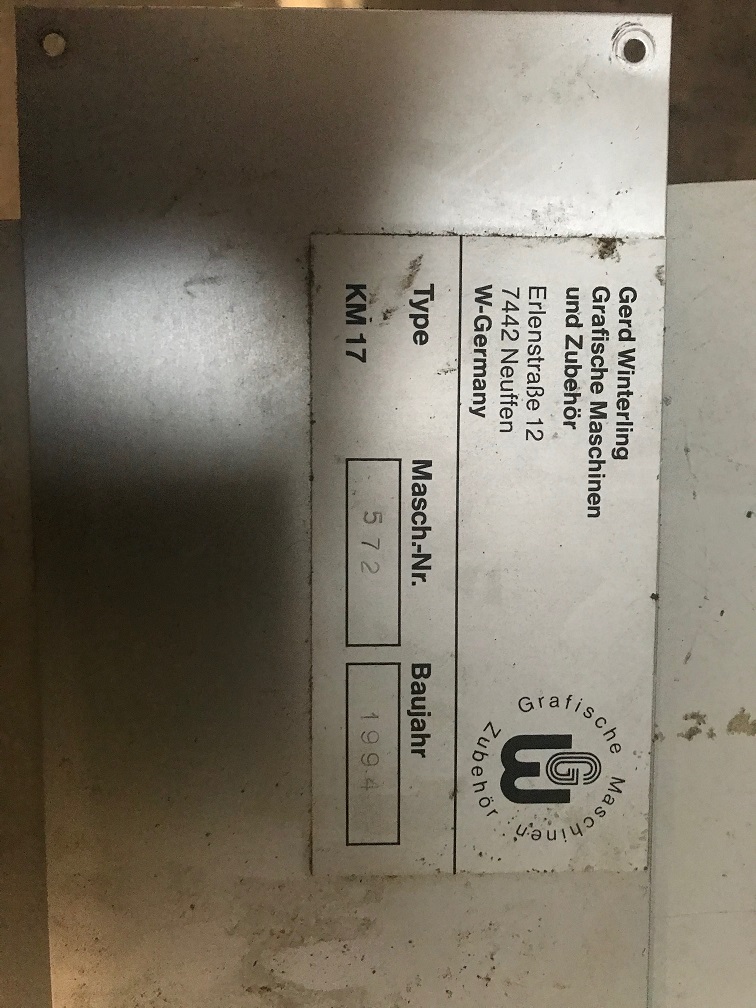 Gerd Winterling
Grafische Maschinen
und Zubehör
Erlenstraße 12
7442 Neuffen
W-Germany
Grafische Maschinen
Zubehör
GW
Type Masch.-Nr. Baujahr
KM 17 572 1994